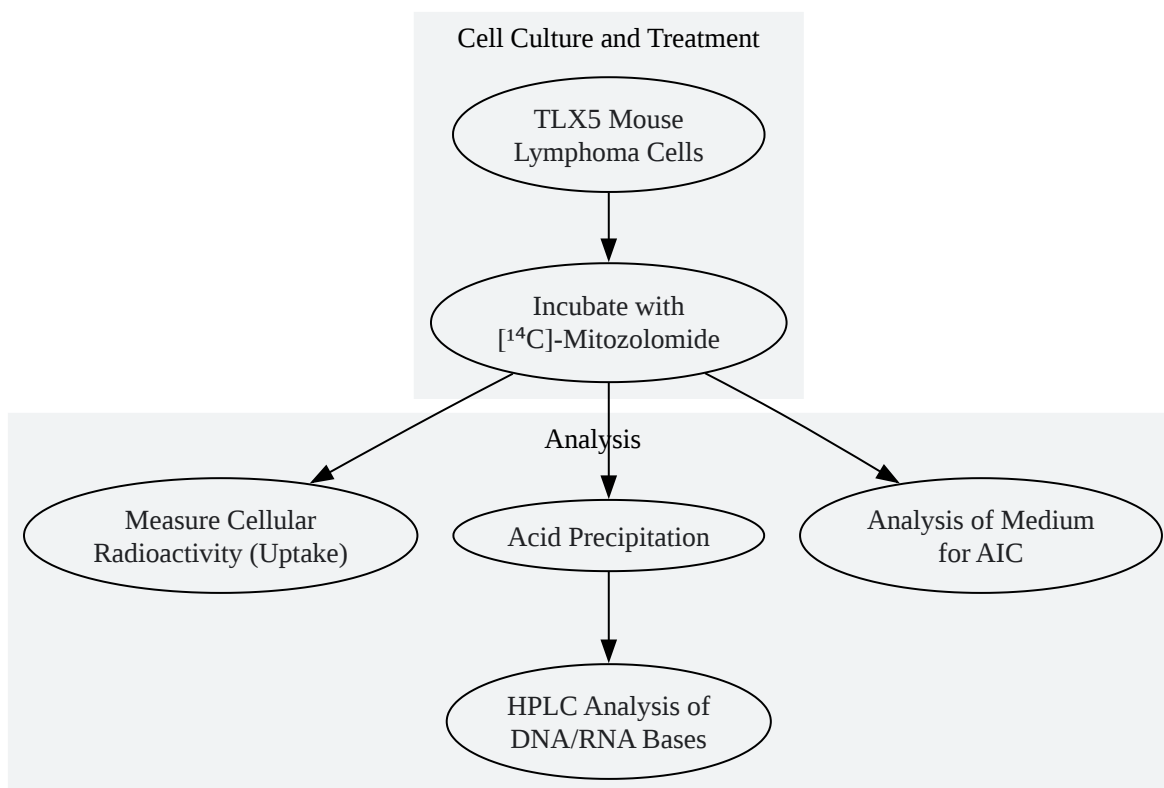 Cell Culture and Treatment
TLX5 Mouse
Lymphoma Cells
Incubate with
[¹⁴C]-Mitozolomide
Analysis
Measure Cellular
Radioactivity (Uptake)
Acid Precipitation
Analysis of Medium
for AIC
HPLC Analysis of
DNA/RNA Bases